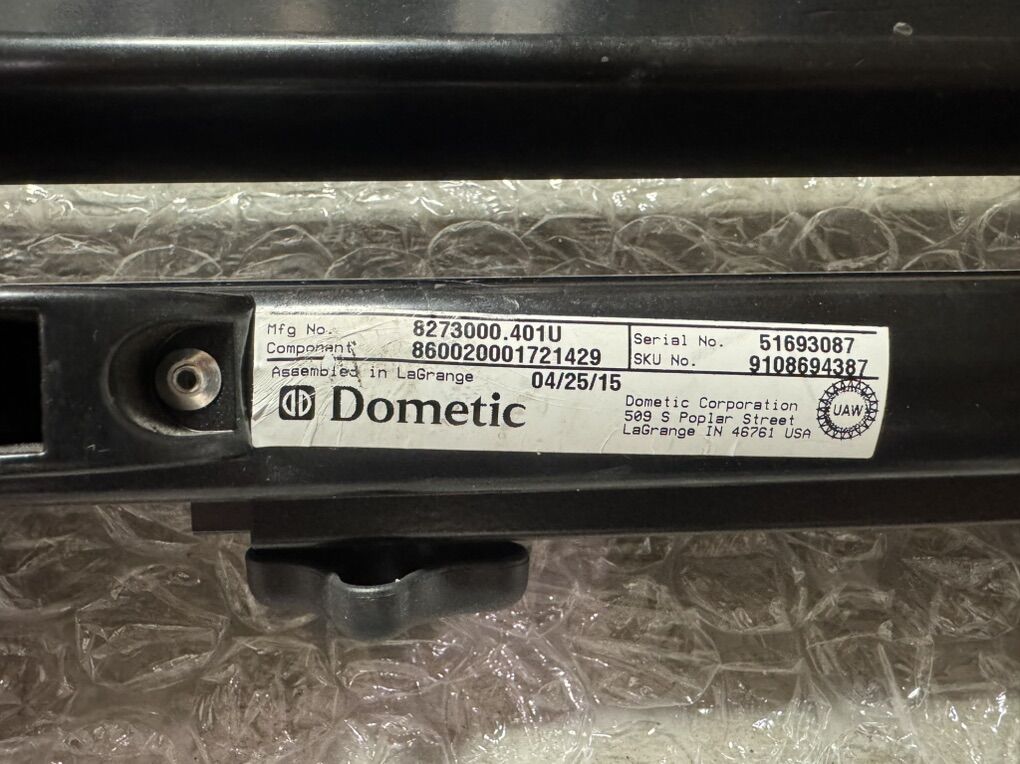 Mfg No. 8273000.401U
Component 860020001721429
Serial No. 51693087
SKU No. 9108694387
Assembled in LaGrange 04/25/15
Dometic
Dometic Corporation
509 S Poplar Street
LaGrange IN 46761 USA
UAW